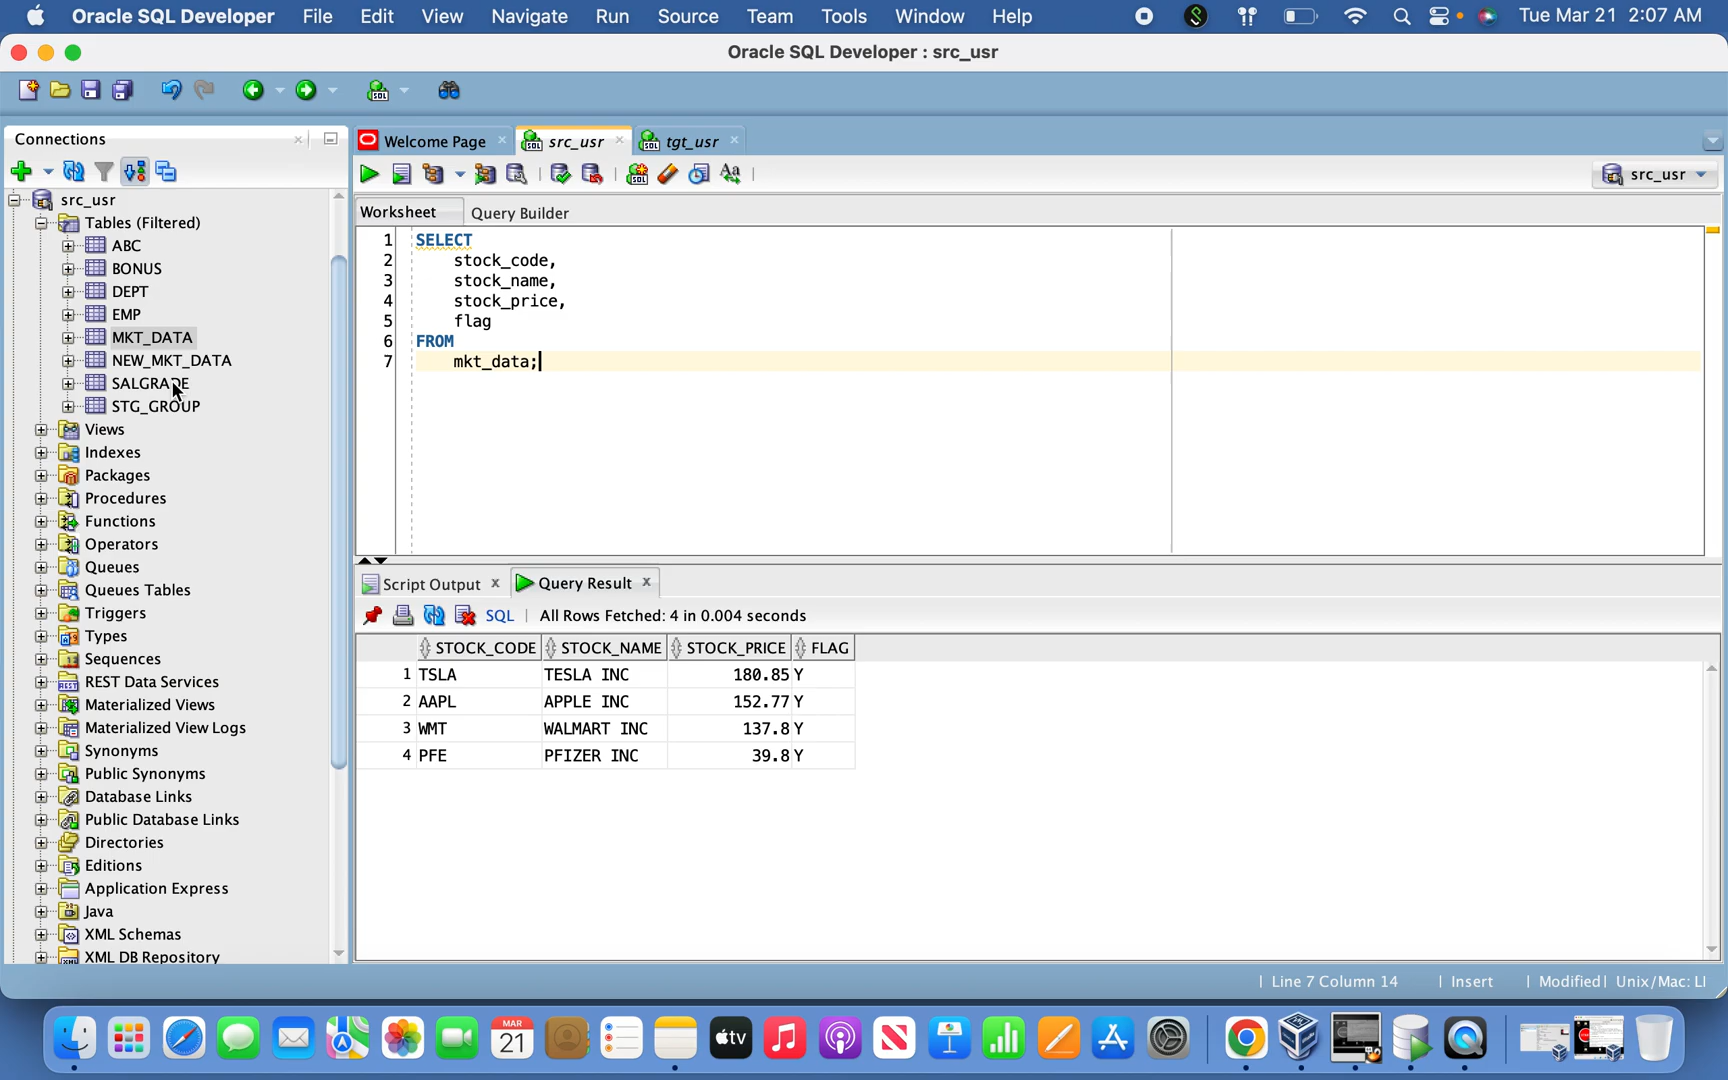 Oracle SQL Developer File Edit View Navigate Run Source Team Tools Window Help Tue Mar 21 2:07 AM
Oracle SQL Developer : src_usr
Connections
Welcome Page
src_usr
tgt_usr
src_usr
Worksheet Query Builder
src_usr
Tables (Filtered)
ABC
BONUS
DEPT
EMP
MKT_DATA
NEW_MKT_DATA
SALGRADE
STG_GROUP
Views
Indexes
Packages
Procedures
Functions
Operators
Queues
Queues Tables
Triggers
Types
Sequences
REST Data Services
Materialized Views
Materialized View Logs
Synonyms
Public Synonyms
Database Links
Public Database Links
Directories
Editions
Application Express
Java
XML Schemas
XML DB Repository
1 SELECT
2 stock_code,
3 stock_name,
4 stock_price,
5 flag
6 FROM
7 mkt_data;
Script Output Query Result
SQL All Rows Fetched: 4 in 0.004 seconds
STOCK_CODE STOCK_NAME STOCK_PRICE FLAG
1 TSLA TESLA INC 180.85 Y
2 AAPL APPLE INC 152.77 Y
3 WMT WALMART INC 137.8 Y
4 PFE PFIZER INC 39.8 Y
Line 7 Column 14 Insert Modified Unix/Mac: LI
MAR
21
tv